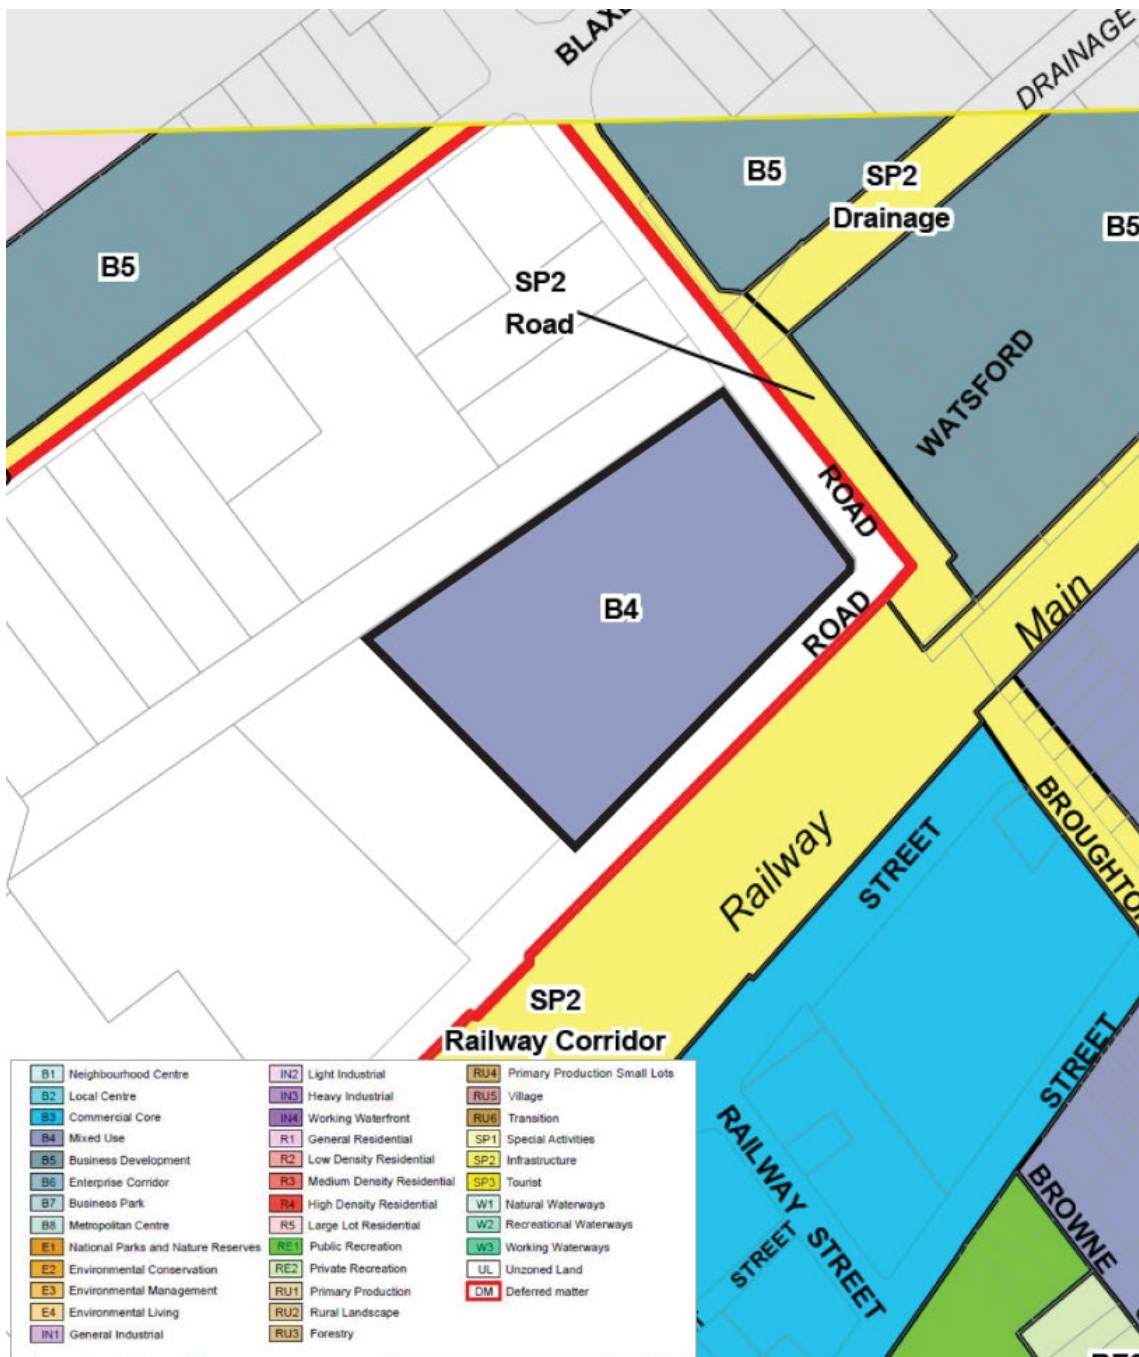 DRAINAGE
B5
SP2
Drainage
B5
B5
SP2
Road
WATSFORD
ROAD
B4
ROAD
Main
Railway
STREET
SP2
Railway Corridor
STREET
RAILWAY STREET
STREET
BROWNE
B1 Neighbourhood Centre
B2 Local Centre
B3 Commercial Core
B4 Mixed Use
B5 Business Development
B6 Enterprise Corridor
B7 Business Park
B8 Metropolitan Centre
E1 National Parks and Nature Reserves
E2 Environmental Conservation
E3 Environmental Management
E4 Environmental Living
IN1 General Industrial
IN2 Light Industrial
IN3 Heavy Industrial
IN4 Working Waterfront
R1 General Residential
R2 Low Density Residential
R3 Medium Density Residential
R4 High Density Residential
R5 Large Lot Residential
RE1 Public Recreation
RE2 Private Recreation
RU1 Primary Production
RU2 Rural Landscape
RU3 Forestry
RU4 Primary Production Small Lots
RU5 Village
RU6 Transition
SP1 Special Activities
SP2 Infrastructure
SP3 Tourist
W1 Natural Waterways
W2 Recreational Waterways
W3 Working Waterways
UL Unzoned Land
DM Deferred matter